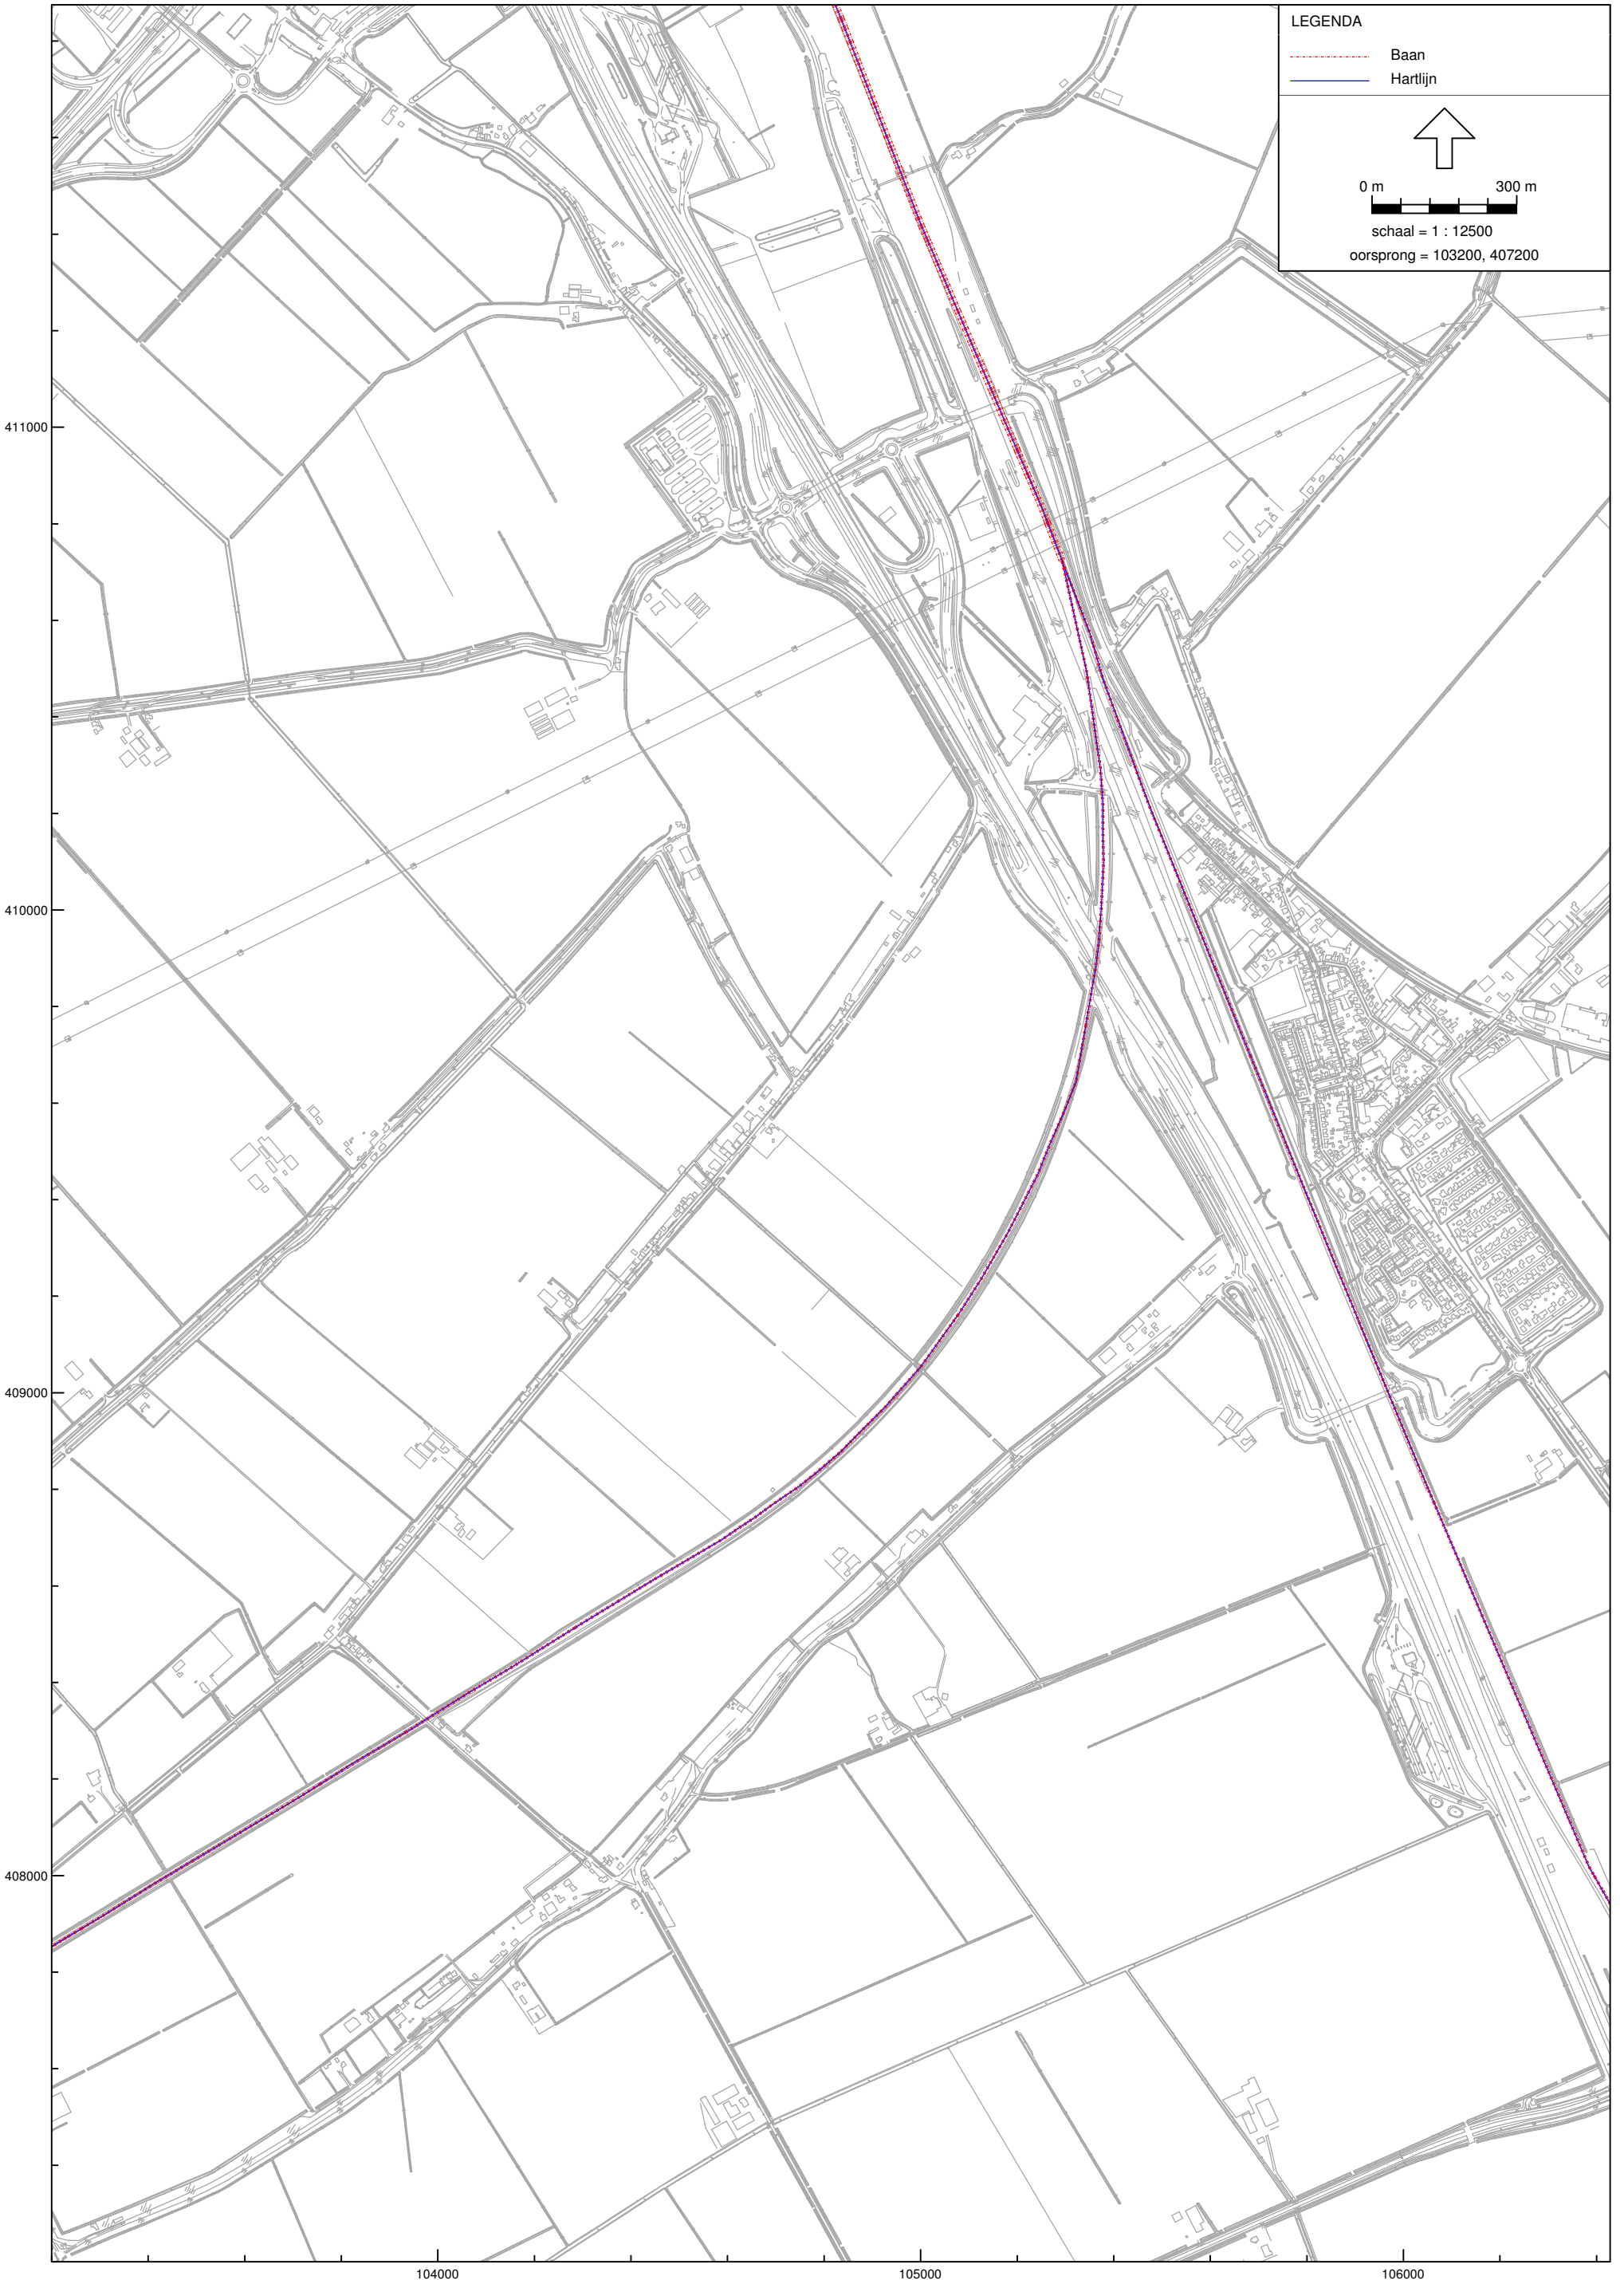 LEGENDA
Baan
Hartlijn
0 m 300 m
schaal = 1 : 12500
oorsprong = 103200, 407200
411000
410000
409000
408000
104000 105000 106000